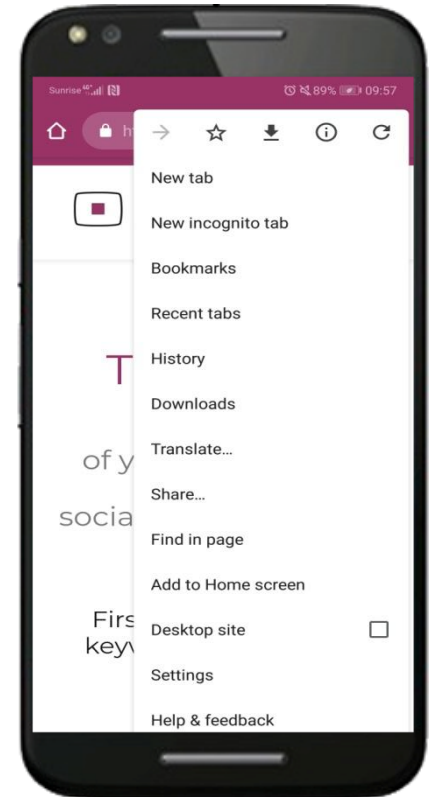 Sunrise 89% 09:57
New tab
New incognito tab
Bookmarks
Recent tabs
T
History
Downloads
of y
Translate...
Share...
socia
Find in page
Add to Home screen
Firs
Desktop site
keyw
Settings
Help & feedback